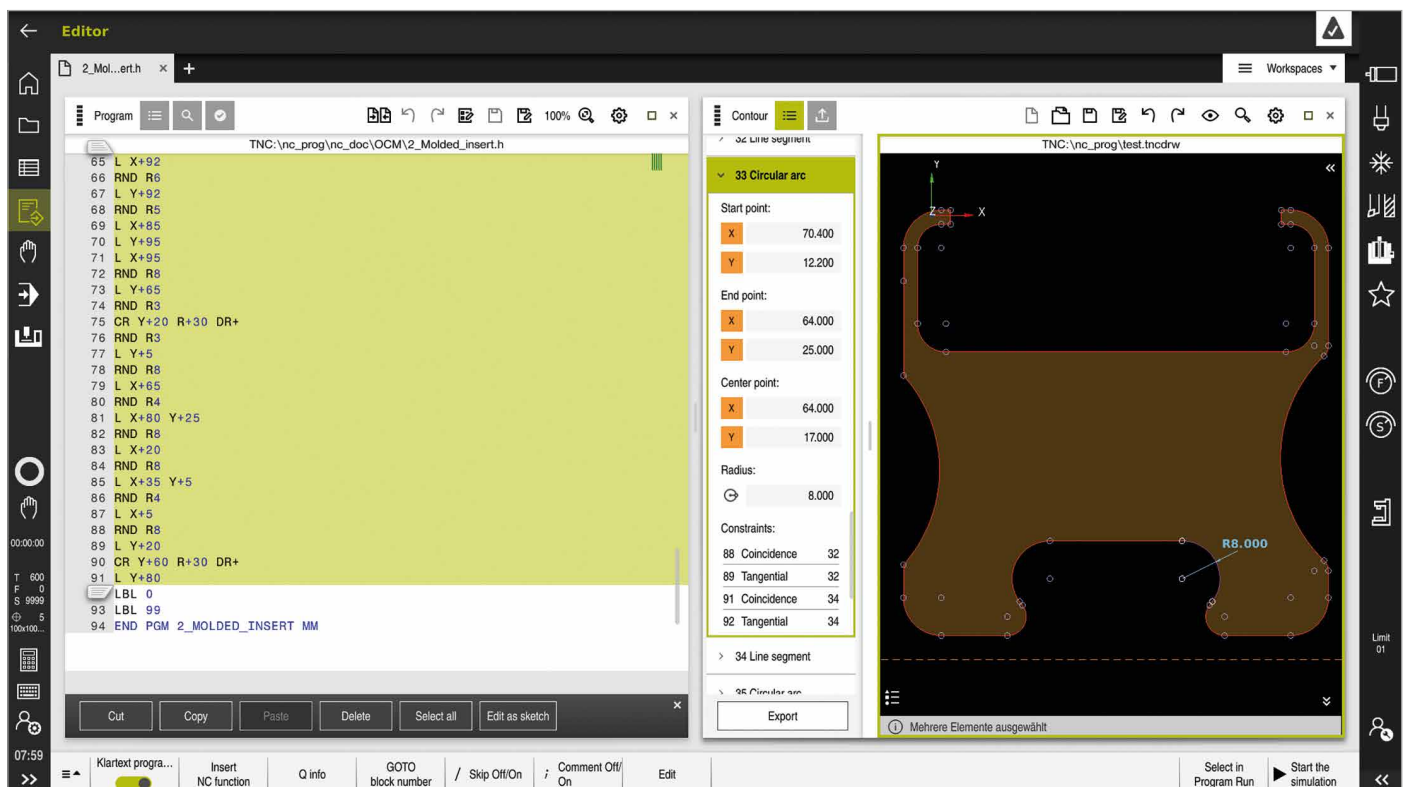 Editor
2_Mol...ert.h × +
Workspaces
Program
100%
TNC:\nc_prog\nc_doc\OCM\2_Molded_insert.h
65 L X+92
66 RND R6
67 L Y+92
68 RND R5
69 L X+85
70 L Y+95
71 L X+95
72 RND R8
73 L Y+65
74 RND R3
75 CR Y+20 R+30 DR+
76 RND R3
77 L Y+5
78 RND R8
79 L X+65
80 RND R4
81 L X+80 Y+25
82 RND R8
83 L X+20
84 RND R8
85 L X+35 Y+5
86 RND R4
87 L X+5
88 RND R8
89 L Y+20
90 CR Y+60 R+30 DR+
91 L Y+80
LBL 0
93 LBL 99
94 END PGM 2_MOLDED_INSERT MM
Cut
Copy
Paste
Delete
Select all
Edit as sketch
Contour
32 Line segment
33 Circular arc
Start point:
X 70.400
Y 12.200
End point:
X 64.000
Y 25.000
Center point:
X 64.000
Y 17.000
Radius:
8.000
Constraints:
88 Coincidence 32
89 Tangential 32
91 Coincidence 34
92 Tangential 34
34 Line segment
35 Circular arc
Export
TNC:\nc_prog\test.tncdrw
Y
Z X
R8.000
Mehrere Elemente ausgewählt
00:00:00
T 600
F 0
S 9999
5
100x100...
07:59
F
S
Limit
01
Klartext progra...
Insert
NC function
Q info
GOTO
block number
/ Skip Off/On
; Comment Off/
On
Edit
Select in
Program Run
Start the
simulation